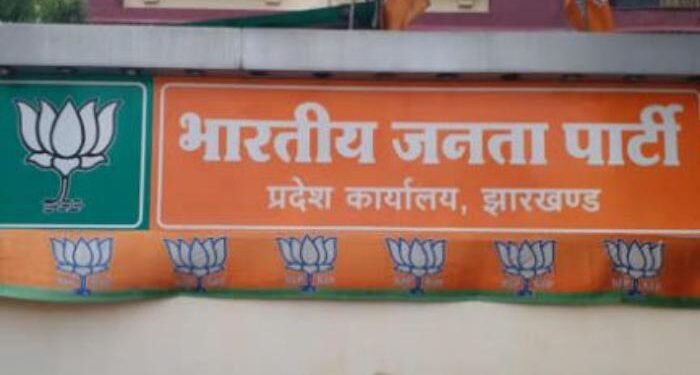 भारतीय जनता पार्टी
प्रदेश कार्यालय, झारखण्ड